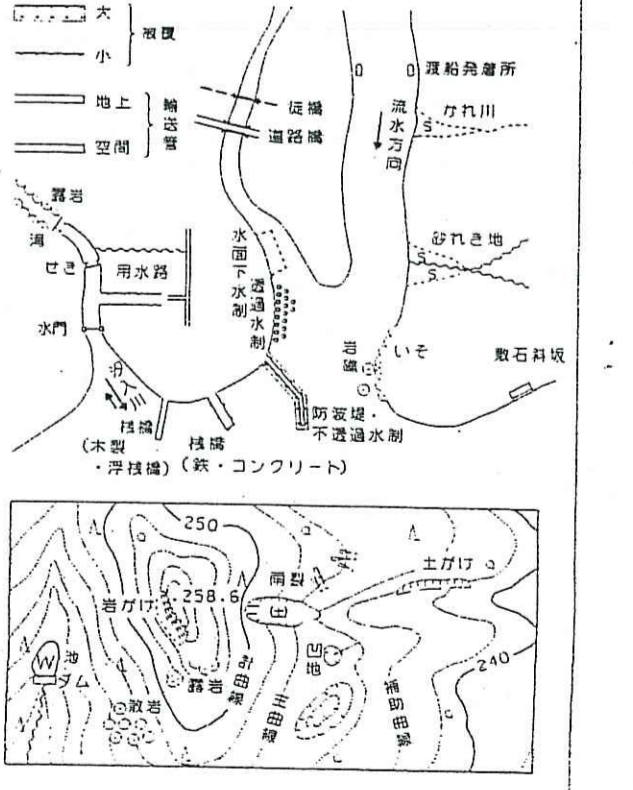 大
小
被覆
地上
空間
輸送管
徒橋
道路橋
渡船発着所
流水方向
かれ川
S
砂れき地
S
S
露岩
滝
せき
用水路
水門
水面下水制
透過水制
岩礁
いそ
敷石斜坂
桟橋
(木製
・浮桟橋)
桟橋
(鉄・コンクリート)
防波堤・
不透過水制
250
258.6
岩がけ
露岩
散岩
池
W
ダム
計曲線
主曲線
補助曲線
凹地
土がけ
240